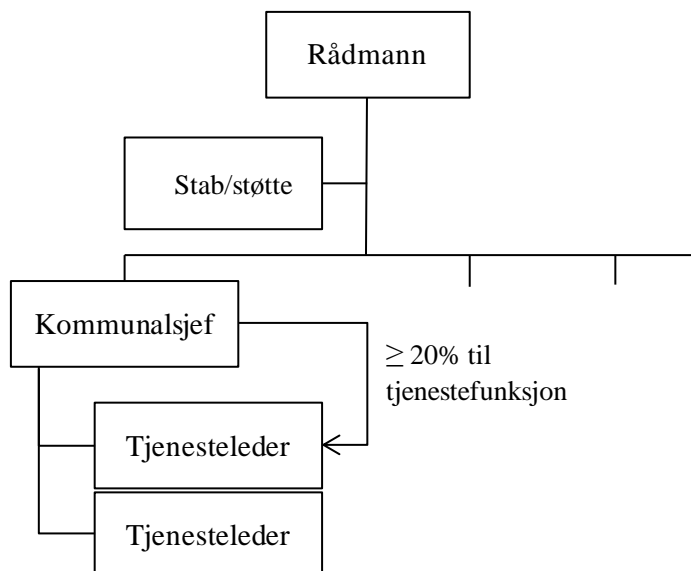 Rådmann
Stab/støtte
Kommunalsjef
≥ 20% til
tjenestefunksjon
Tjenesteleder
Tjenesteleder